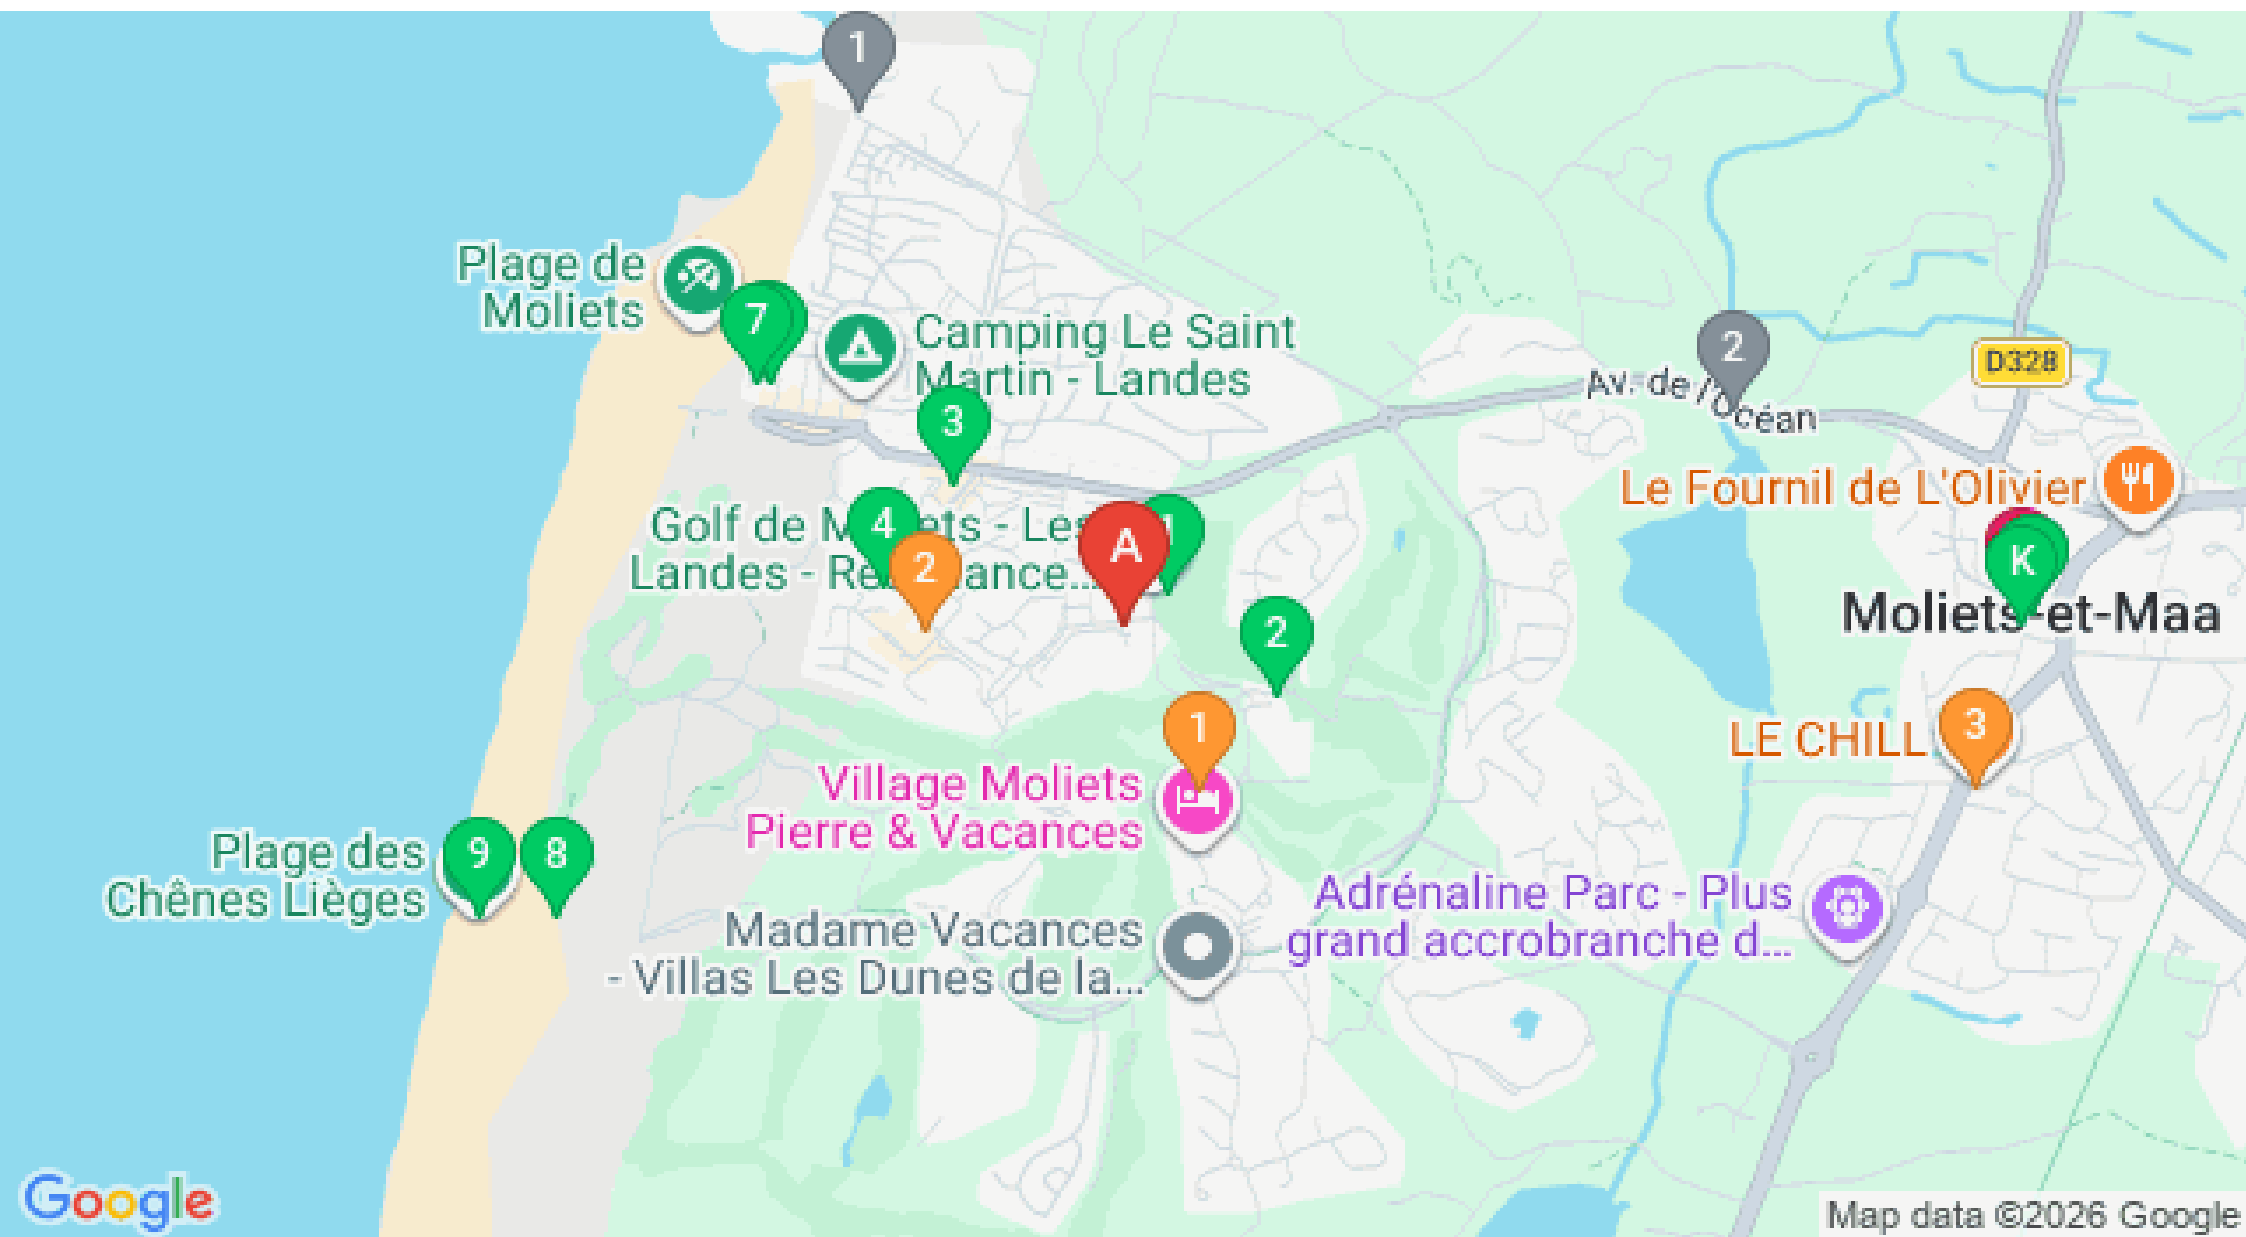 1
Plage de
Moliets
7
Camping Le Saint
Martin - Landes
3
2
Av. de l'Océan
D328
Le Fournil de L'Olivier
Golf de M ets - Les
Landes - Re ance...
4
2
A
1
2
K
Moliets-et-Maa
1
LE CHILL
3
Village Moliets
Pierre & Vacances
Plage des
Chênes Lièges
9
8
Madame Vacances
- Villas Les Dunes de la...
Adrénaline Parc - Plus
grand accrobranche d...
Google
Map data ©2026 Google